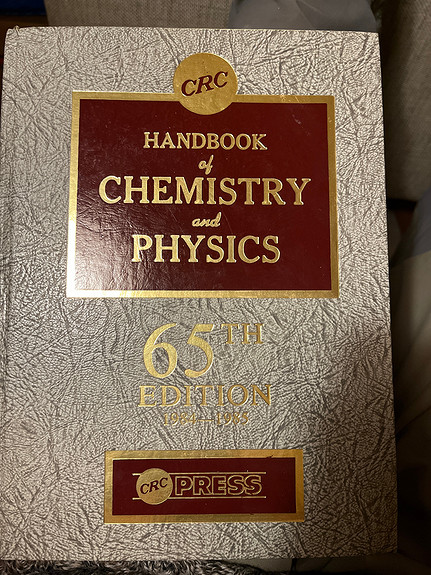 CRC
HANDBOOK
of
CHEMISTRY
and
PHYSICS
65TH
EDITION
1984—1985
CRC PRESS